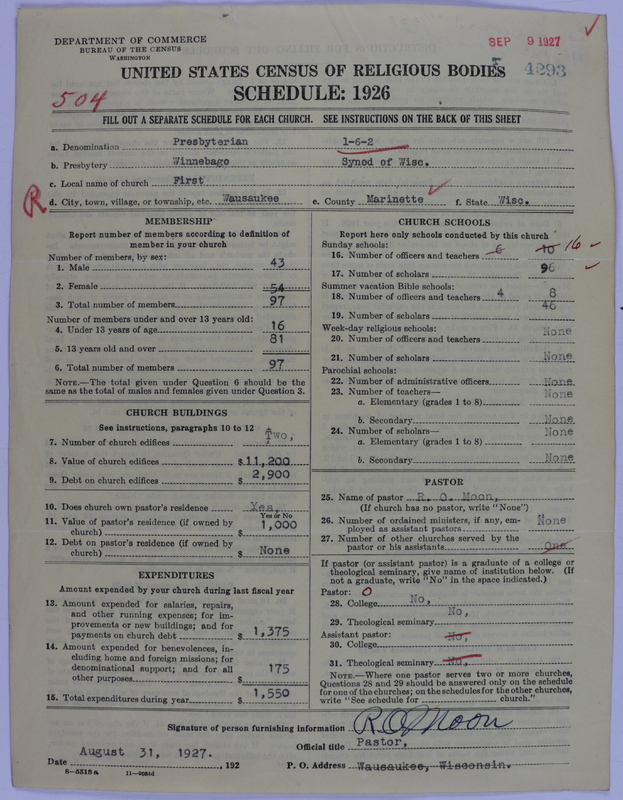 DEPARTMENT OF COMMERCE
BUREAU OF THE CENSUS
WASHINGTON
SEP 9 1927
UNITED STATES CENSUS OF RELIGIOUS BODIES 4293
SCHEDULE: 1926
504
FILL OUT A SEPARATE SCHEDULE FOR EACH CHURCH. SEE INSTRUCTIONS ON THE BACK OF THIS SHEET
a. Denomination Presbyterian 1-6-2
b. Presbytery Winnebago Synod of Wisc.
c. Local name of church First
R d. City, town, village, or township, etc. Wausaukee e. County Marinette f. State Wisc.
MEMBERSHIP
Report number of members according to definition of
member in your church
Number of members, by sex:
1. Male 43
2. Female 54
3. Total number of members 97
Number of members under and over 13 years old:
4. Under 13 years of age 16
5. 13 years old and over 81
6. Total number of members 97
NOTE.—The total given under Question 6 should be the
same as the total of males and females given under Question 3.
CHURCH BUILDINGS
See instructions, paragraphs 10 to 12
7. Number of church edifices Two,
8. Value of church edifices $11,200
9. Debt on church edifices $2,900
10. Does church own pastor's residence Yes,
Yes or No
11. Value of pastor's residence (if owned by
church) $1,000
12. Debt on pastor's residence (if owned by
church) $ None
EXPENDITURES
Amount expended by your church during last fiscal year
13. Amount expended for salaries, repairs,
and other running expenses; for im-
provements or new buildings; and for
payments on church debt $1,375
14. Amount expended for benevolences, in-
cluding home and foreign missions; for
denominational support; and for all
other purposes $175
15. Total expenditures during year $1,550
CHURCH SCHOOLS
Report here only schools conducted by this church
Sunday schools:
16. Number of officers and teachers 6 10 16
17. Number of scholars 96
Summer vacation Bible schools:
18. Number of officers and teachers 4 8
19. Number of scholars 46
Week-day religious schools:
20. Number of officers and teachers None
21. Number of scholars None
Parochial schools:
22. Number of administrative officers None
23. Number of teachers—
a. Elementary (grades 1 to 8) None
b. Secondary None
24. Number of scholars—
a. Elementary (grades 1 to 8) None
b. Secondary None
PASTOR
25. Name of pastor R. O. Moon,
(If church has no pastor, write "None")
26. Number of ordained ministers, if any, em-
ployed as assistant pastors None
27. Number of other churches served by the
pastor or his assistants One
If pastor (or assistant pastor) is a graduate of a college or
theological seminary, give name of institution below. (If
not a graduate, write "No" in the space indicated.)
Pastor: O
28. College No,
29. Theological seminary No,
Assistant pastor:
30. College No,
31. Theological seminary No,
NOTE.—Where one pastor serves two or more churches,
Questions 28 and 29 should be answered only on the schedule
for one of the churches; on the schedules for the other churches,
write "See schedule for church."
Signature of person furnishing information R O Moon
Official title Pastor,
Date August 31, 1927. , 192 P. O. Address Wausaukee, Wisconsin.
8—5318a